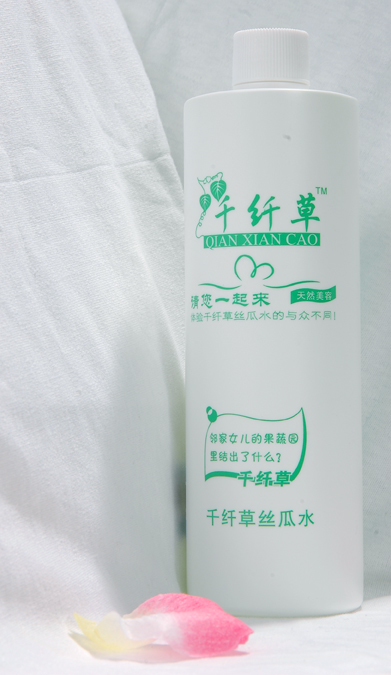 千纤草™
QIAN XIAN CAO
请您一起来 天然美容
体验千纤草丝瓜水的与众不同!
邻家女儿的果蔬园
里结出了什么?
千纤草
千纤草丝瓜水